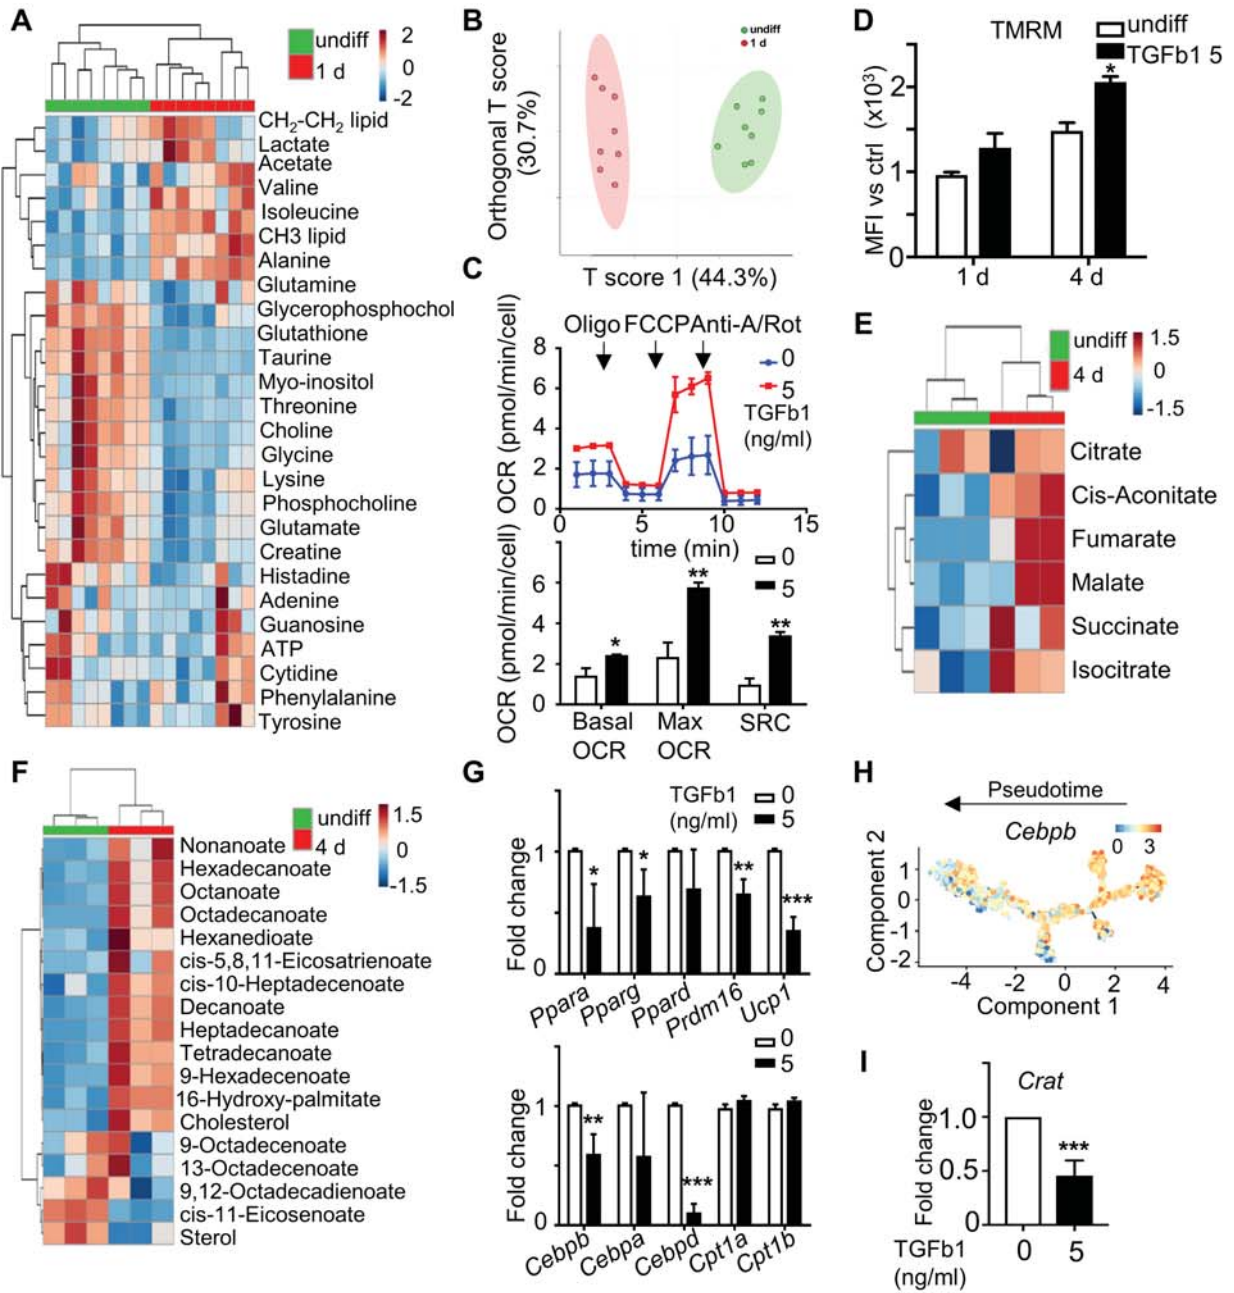 A
undiff
1 d
2
0
-2
CH2-CH2 lipid
Lactate
Acetate
Valine
Isoleucine
CH3 lipid
Alanine
Glutamine
Glycerophosphochol
Glutathione
Taurine
Myo-inositol
Threonine
Choline
Glycine
Lysine
Phosphocholine
Glutamate
Creatine
Histadine
Adenine
Guanosine
ATP
Cytidine
Phenylalanine
Tyrosine
B
undiff
1 d
Orthogonal T score
(30.7%)
T score 1 (44.3%)
C
Oligo FCCPAnti-A/Rot
OCR (pmol/min/cell)
8
6
4
2
0
0
5
TGFb1
(ng/ml)
0 5 10 15
time (min)
OCR (pmol/min/cell)
6
4
2
0
0
5
*
**
**
Basal
OCR
Max
OCR
SRC
D
TMRM
undiff
TGFb1 5
MFI vs ctrl (x10³)
2
1
0
*
1 d 4 d
E
undiff
4 d
1.5
0
-1.5
Citrate
Cis-Aconitate
Fumarate
Malate
Succinate
Isocitrate
F
undiff
4 d
1.5
0
-1.5
Nonanoate
Hexadecanoate
Octanoate
Octadecanoate
Hexanedioate
cis-5,8,11-Eicosatrienoate
cis-10-Heptadecenoate
Decanoate
Heptadecanoate
Tetradecanoate
9-Hexadecenoate
16-Hydroxy-palmitate
Cholesterol
9-Octadecenoate
13-Octadecenoate
9,12-Octadecadienoate
cis-11-Eicosenoate
Sterol
G
TGFb1
(ng/ml)
0
5
Fold change
1
0
*
*
**
***
Ppara
Pparg
Ppard
Prdm16
Ucp1
0
5
Fold change
1
0
**
***
Cebpb
Cebpa
Cebpd
Cpt1a
Cpt1b
H
Pseudotime
Cebpb
0 3
Component 2
1
0
-1
-2
-4 -2 0 2 4
Component 1
I
Crat
Fold change
1.0
0.5
0
***
TGFb1
(ng/ml)
0 5